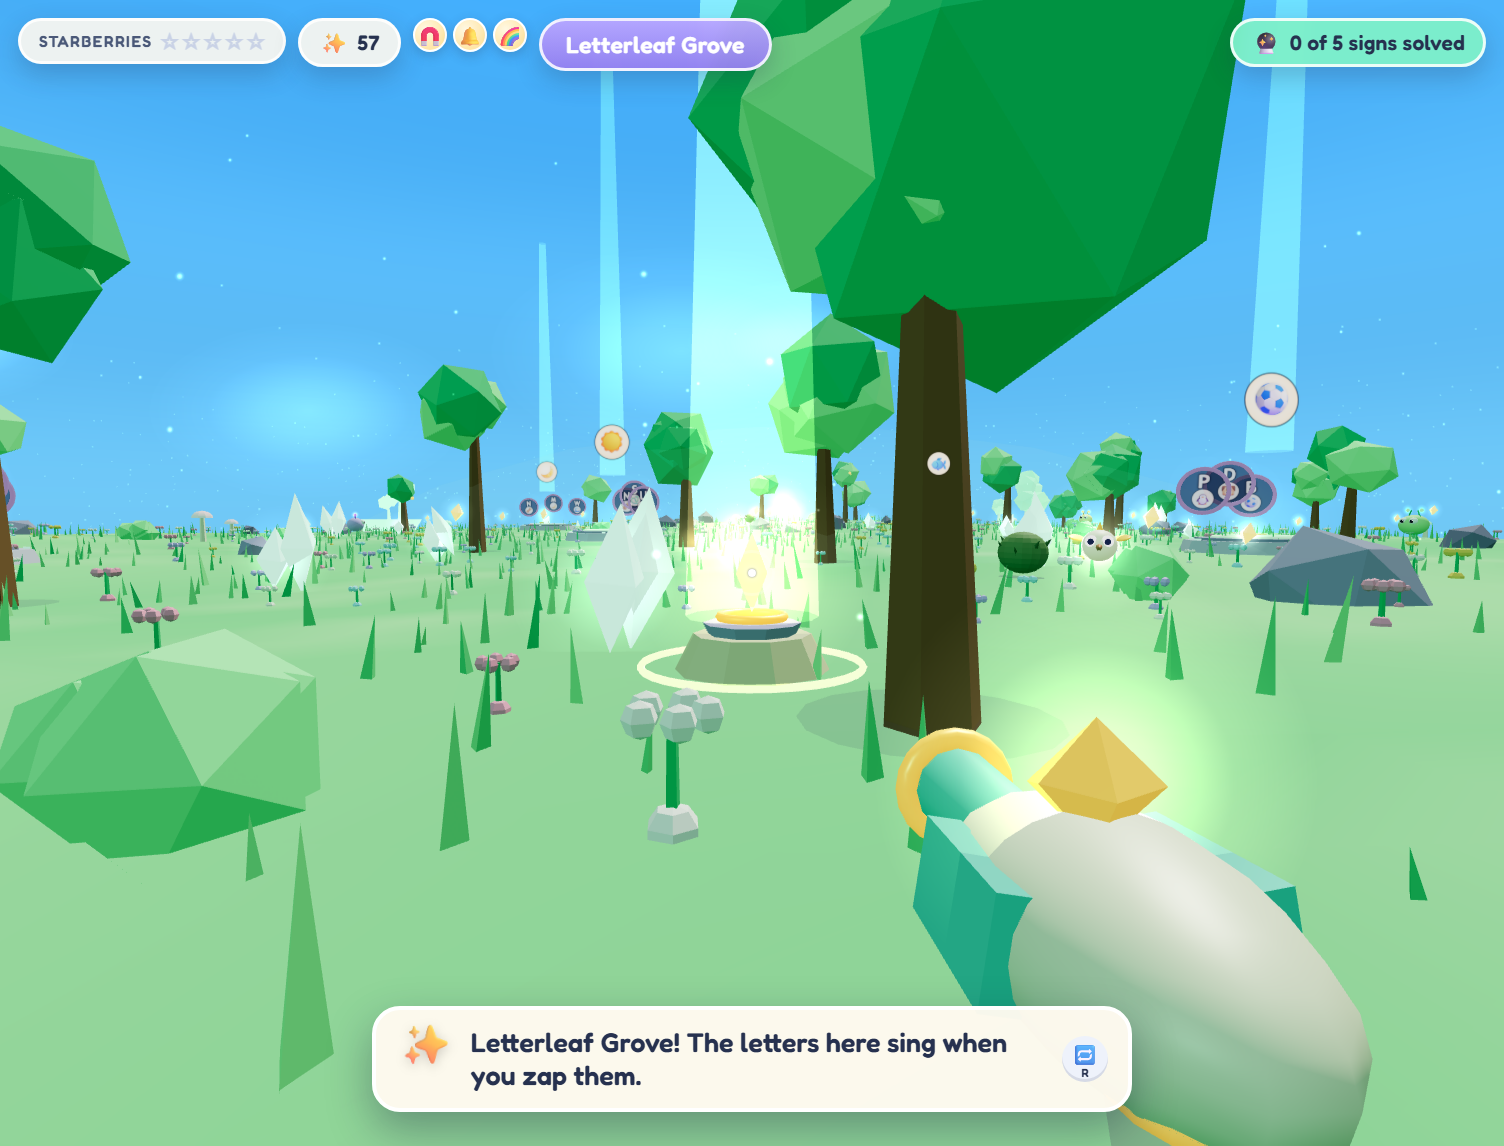 STARBERRIES
57
Letterleaf Grove
0 of 5 signs solved
P
D
Letterleaf Grove! The letters here sing when
you zap them.
R